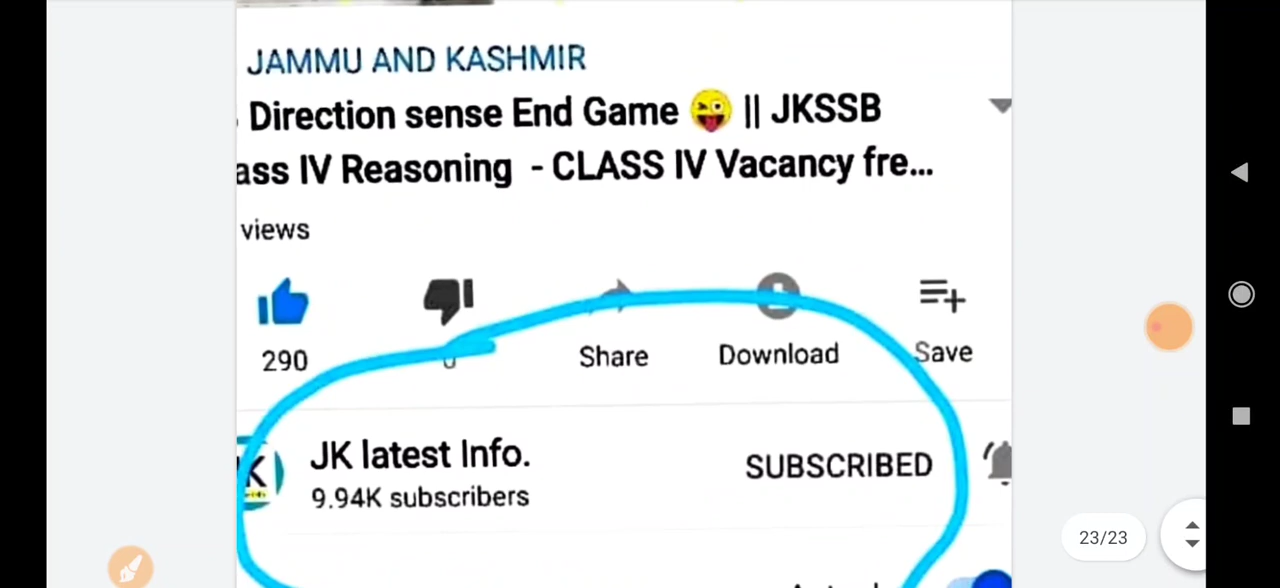 JAMMU AND KASHMIR
Direction sense End Game 😜 || JKSSB
ass IV Reasoning - CLASS IV Vacancy fre...
views
290
Share
Download
Save
JK latest Info.
9.94K subscribers
SUBSCRIBED
23/23